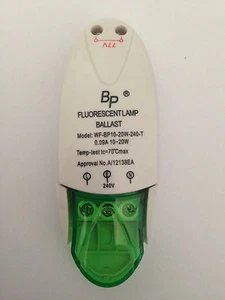 BP®
FLUORESCENTLAMP
BALLAST
Model: WF-BP10-20W-240-T
0.09A 10~20W
Temp-test tc=70℃max
Approval No.A/12138EA
L N
240V